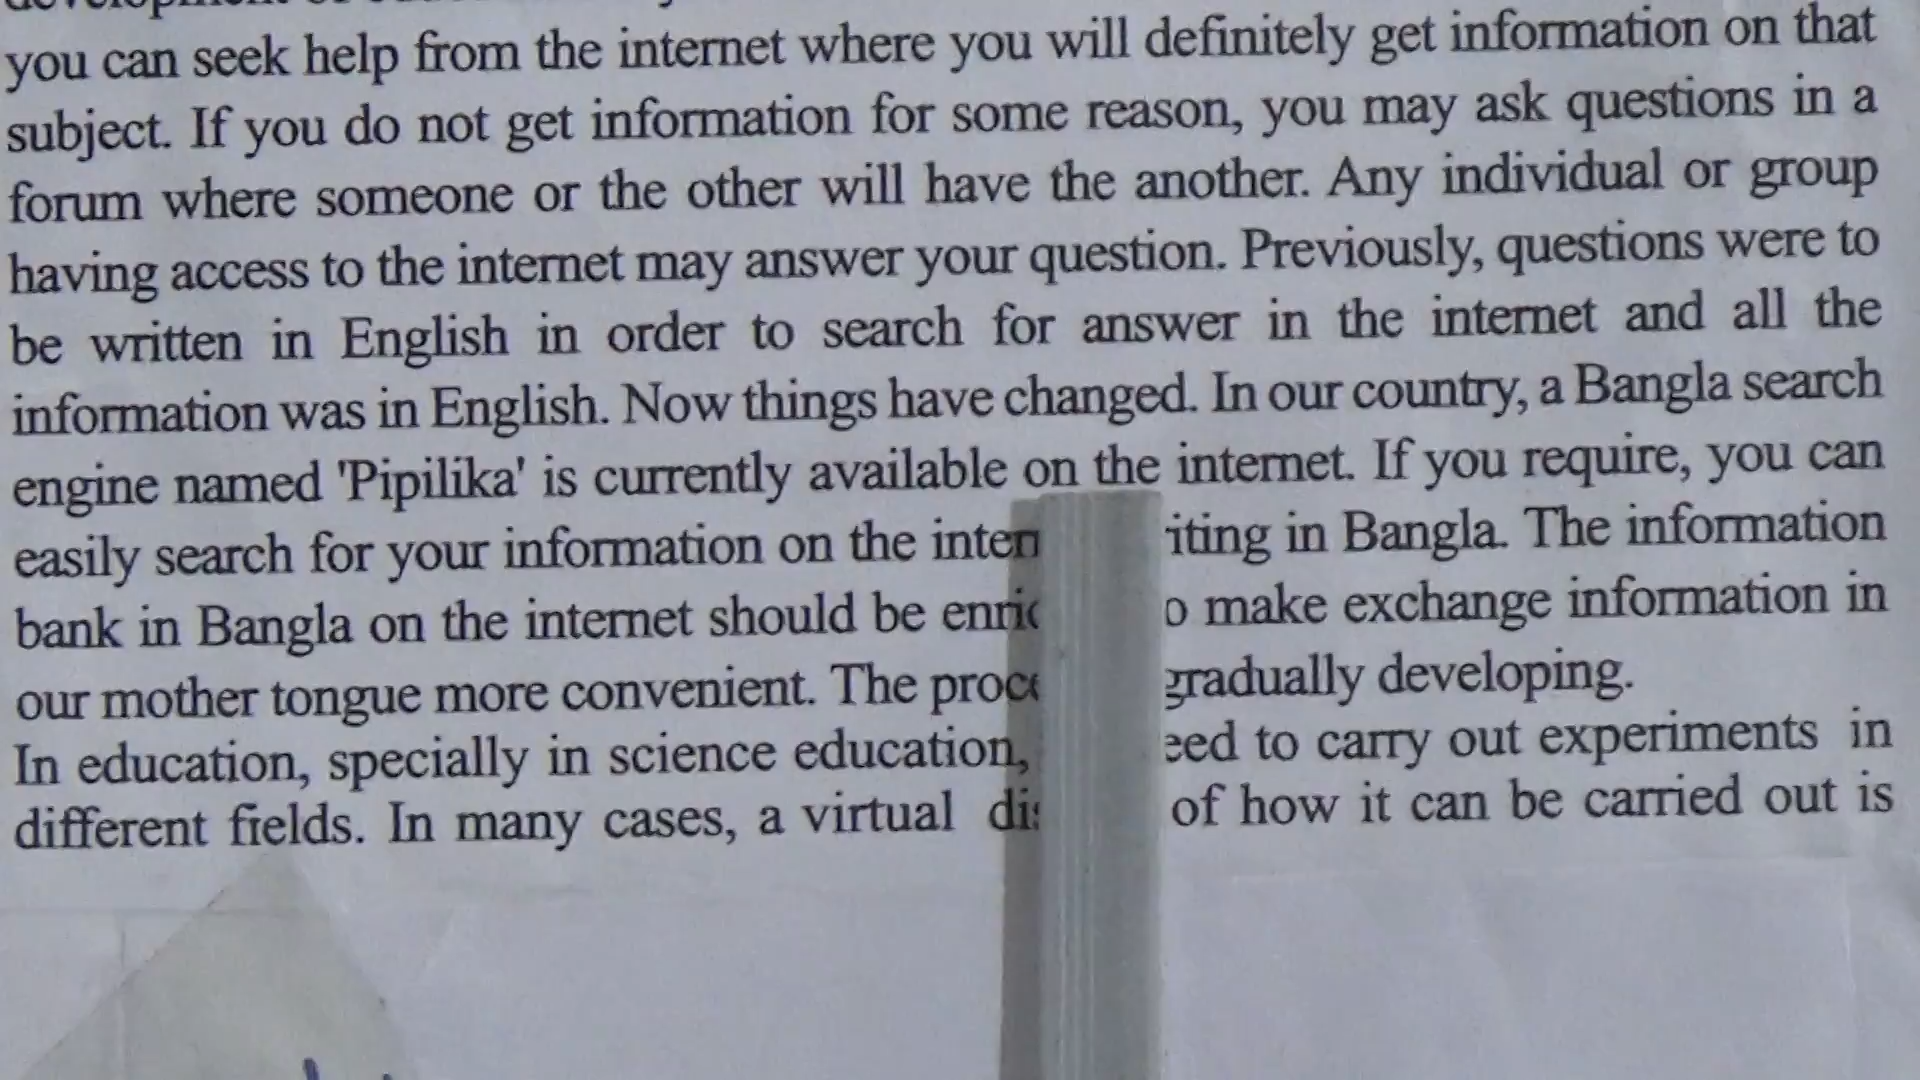 you can seek help from the internet where you will definitely get information on that
subject. If you do not get information for some reason, you may ask questions in a
forum where someone or the other will have the another. Any individual or group
having access to the internet may answer your question. Previously, questions were to
be written in English in order to search for answer in the internet and all the
information was in English. Now things have changed. In our country, a Bangla search
engine named 'Pipilika' is currently available on the internet. If you require, you can
easily search for your information on the in Bangla. The information
bank in Bangla on the internet should be make exchange information in
our mother tongue more convenient. The gradually developing.
In education, specially in science education, to carry out experiments in
different fields. In many cases, a virtual of how it can be carried out is